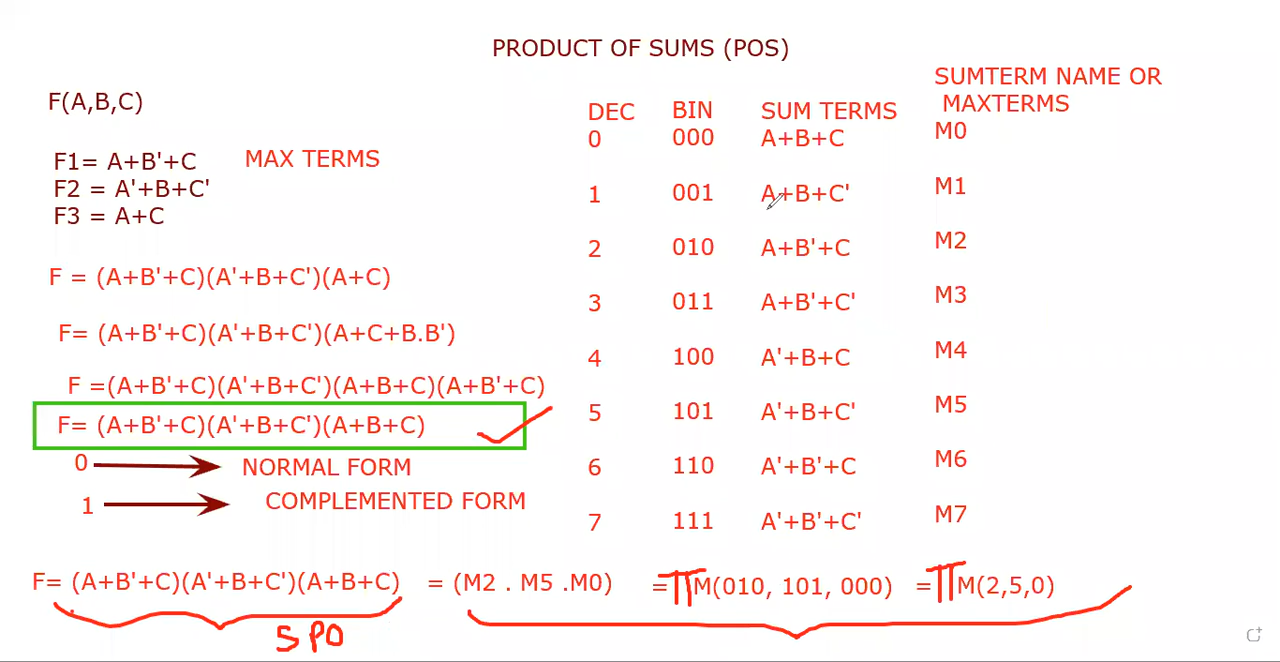 PRODUCT OF SUMS (POS)
F(A,B,C)
F1= A+B'+C MAX TERMS
F2 = A'+B+C'
F3 = A+C
F = (A+B'+C)(A'+B+C')(A+C)
F= (A+B'+C)(A'+B+C')(A+C+B.B')
F =(A+B'+C)(A'+B+C')(A+B+C)(A+B'+C)
F= (A+B'+C)(A'+B+C')(A+B+C)
0 NORMAL FORM
1 COMPLEMENTED FORM
SUMTERM NAME OR
DEC BIN SUM TERMS MAXTERMS
0 000 A+B+C M0
1 001 A+B+C' M1
2 010 A+B'+C M2
3 011 A+B'+C' M3
4 100 A'+B+C M4
5 101 A'+B+C' M5
6 110 A'+B'+C M6
7 111 A'+B'+C' M7
F= (A+B'+C)(A'+B+C')(A+B+C) = (M2 . M5 .M0) =∏M(010, 101, 000) =∏M(2,5,0)
SPO